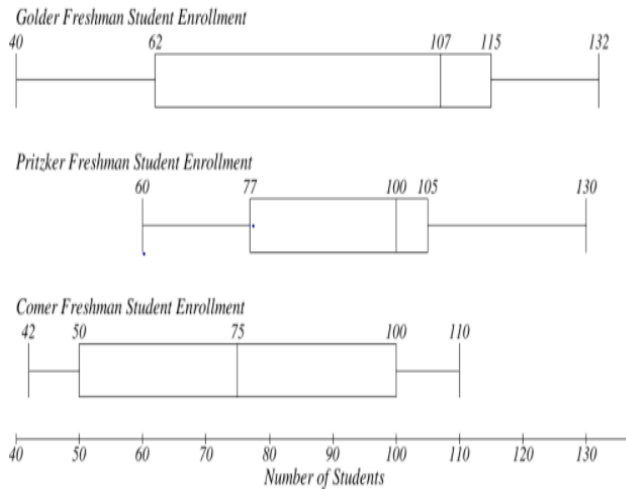 Golder Freshman Student Enrollment
40 62 107 115 132
Pritzker Freshman Student Enrollment
60 77 100 105 130
Comer Freshman Student Enrollment
42 50 75 100 110
40 50 60 70 80 90 100 110 120 130
Number of Students